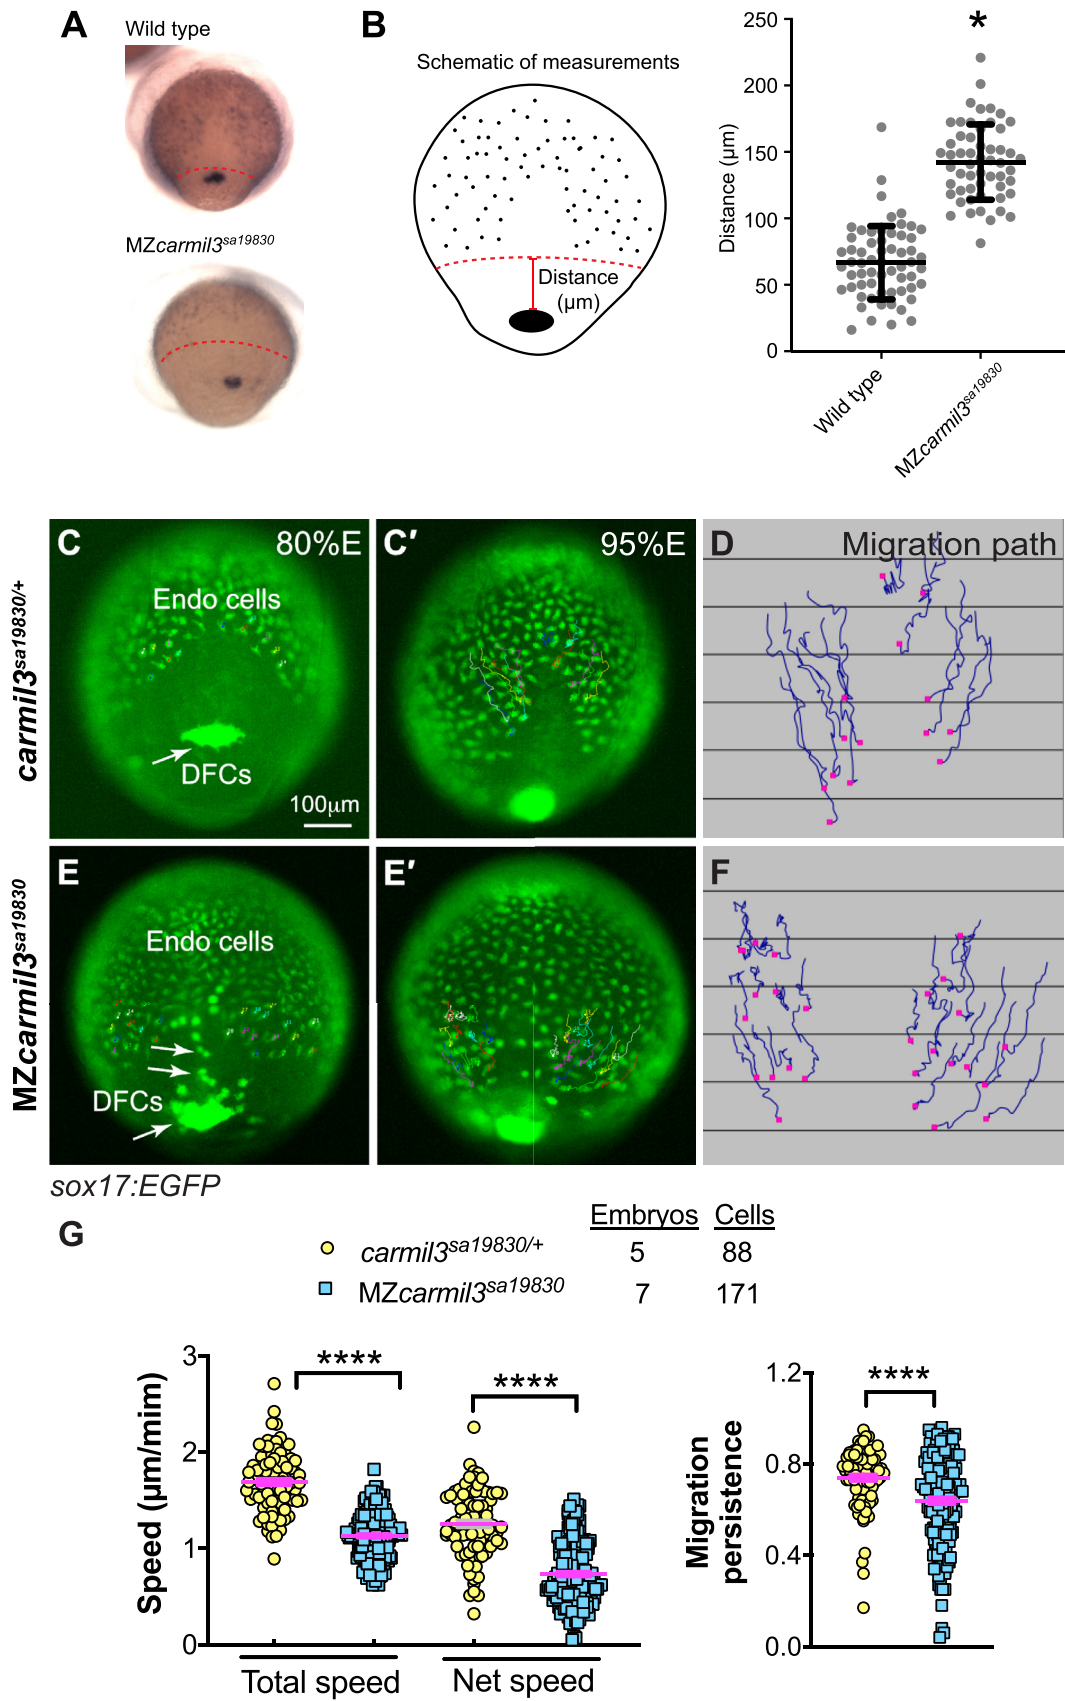 A
Wild type
MZcarmil3sa19830
B
Schematic of measurements
Distance
(µm)
Distance (µm)
250
200
150
100
50
0
*
Wild type
MZcarmil3sa19830
carmil3sa19830/+
C
80%E
Endo cells
DFCs
100µm
C′
95%E
D
Migration path
MZcarmil3sa19830
E
Endo cells
DFCs
E′
F
sox17:EGFP
G
Embryos Cells
carmil3sa19830/+ 5 88
MZcarmil3sa19830 7 171
Speed (µm/mim)
3
2
1
0
****
****
Total speed
Net speed
Migration
persistence
1.2
0.8
0.4
0.0
****